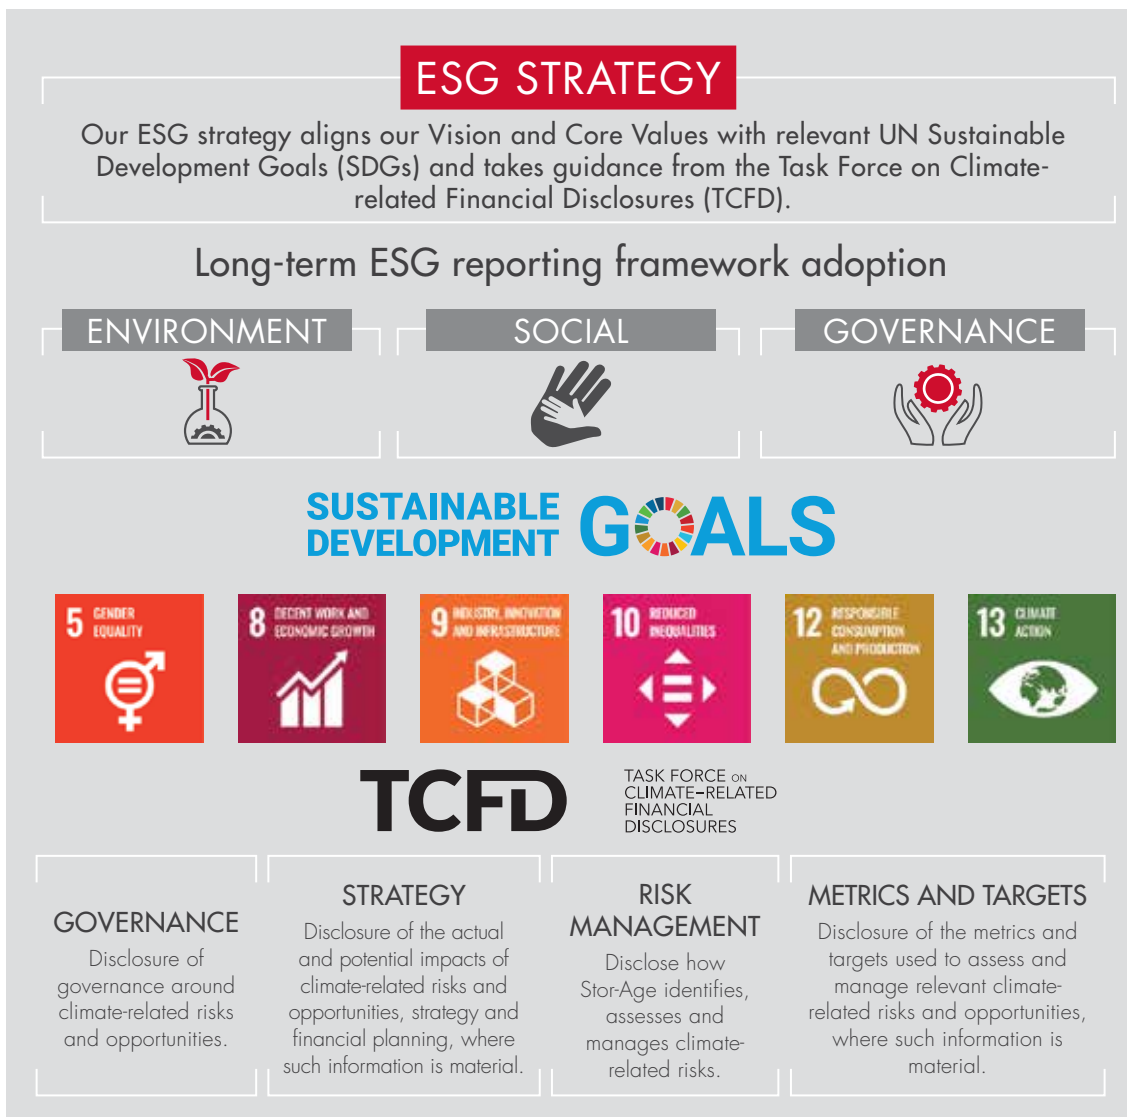 ESG STRATEGY
Our ESG strategy aligns our Vision and Core Values with relevant UN Sustainable
Development Goals (SDGs) and takes guidance from the Task Force on Climate-
related Financial Disclosures (TCFD).
Long-term ESG reporting framework adoption
ENVIRONMENT
SOCIAL
GOVERNANCE
SUSTAINABLE
DEVELOPMENT
GOALS
5 GENDER
EQUALITY
8 DECENT WORK AND
ECONOMIC GROWTH
9 INDUSTRY, INNOVATION
AND INFRASTRUCTURE
10 REDUCED
INEQUALITIES
12 RESPONSIBLE
CONSUMPTION
AND PRODUCTION
13 CLIMATE
ACTION
TCFD
TASK FORCE ON
CLIMATE-RELATED
FINANCIAL
DISCLOSURES
GOVERNANCE
Disclosure of
governance around
climate-related risks
and opportunities.
STRATEGY
Disclosure of the actual
and potential impacts of
climate-related risks and
opportunities, strategy and
financial planning, where
such information is material.
RISK
MANAGEMENT
Disclose how
Stor-Age identifies,
assesses and
manages climate-
related risks.
METRICS AND TARGETS
Disclosure of the metrics and
targets used to assess and
manage relevant climate-
related risks and opportunities,
where such information is
material.